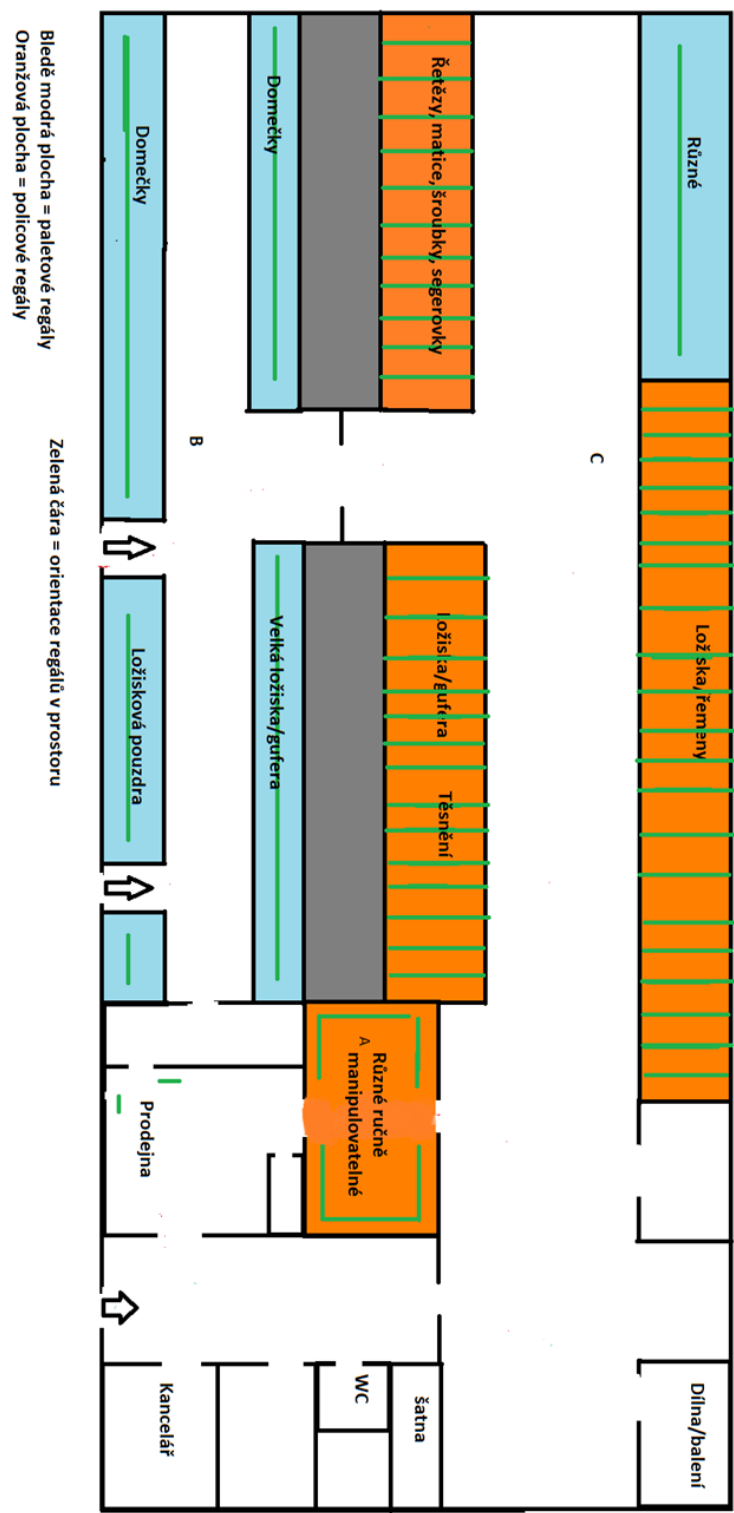 Různé
Ložiska/řemeny
Dílna/balení
C
Řetězy, matice, šroubky, segerovky
Ložiska/gufera
Těsnění
šatna
Různé ručně
manipulovatelné
A
WC
Domečky
Velká ložiska/gufera
B
Domečky
Ložisková pouzdra
Prodejna
Kancelář
Bledě modrá plocha = paletové regály
Oranžová plocha = policové regály
Zelená čára = orientace regálů v prostoru